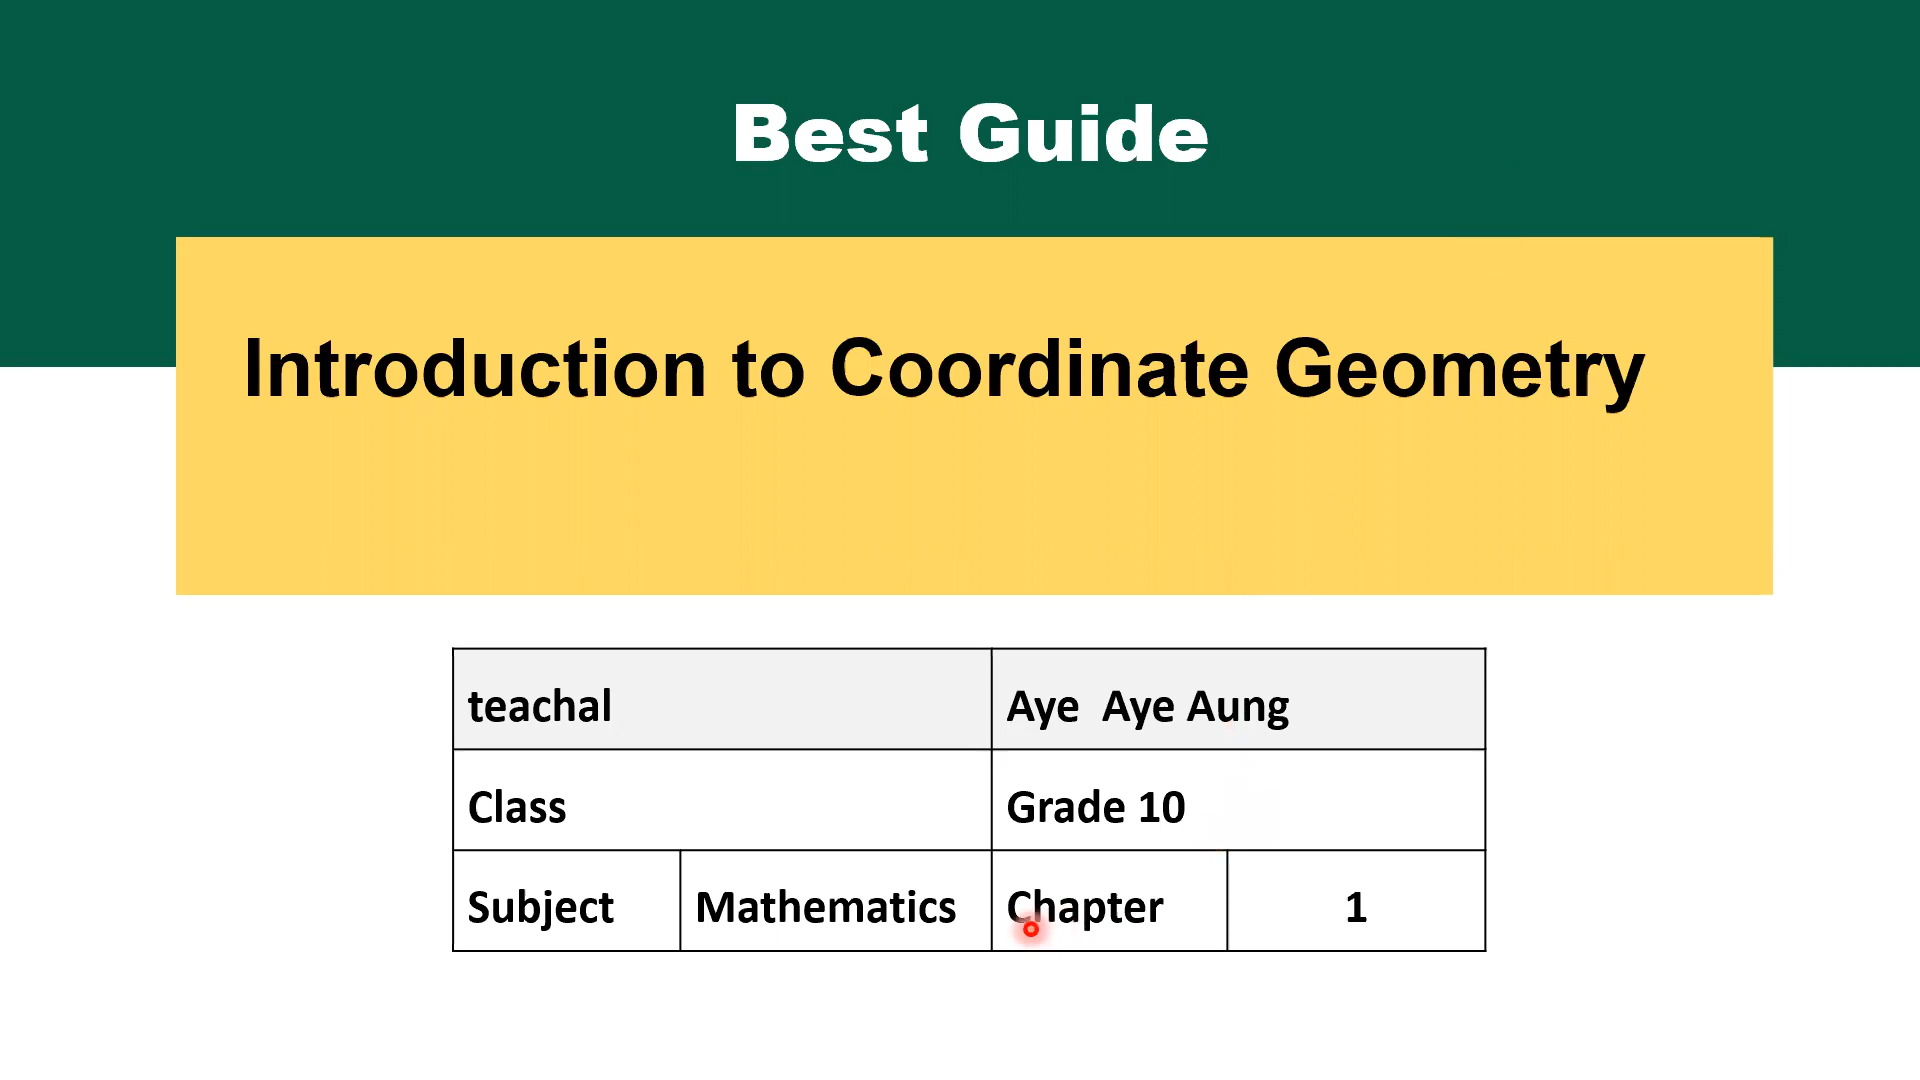 Best Guide
Introduction to Coordinate Geometry
teachal Aye Aye Aung
Class Grade 10
Subject Mathematics Chapter 1